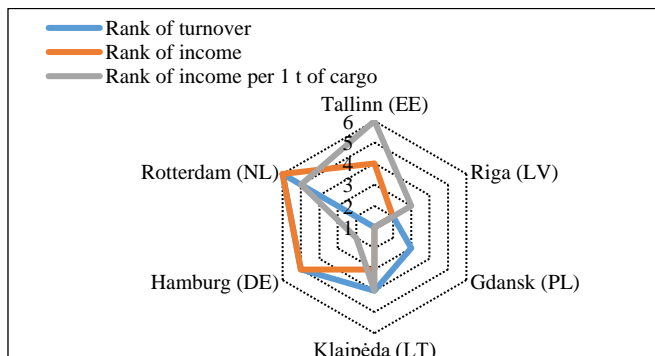 Rank of turnover
Rank of income
Rank of income per 1 t of cargo
Tallinn (EE)
6
5
Rotterdam (NL)
4
Riga (LV)
3
2
1
Hamburg (DE)
Gdansk (PL)
Klaipėda (LT)